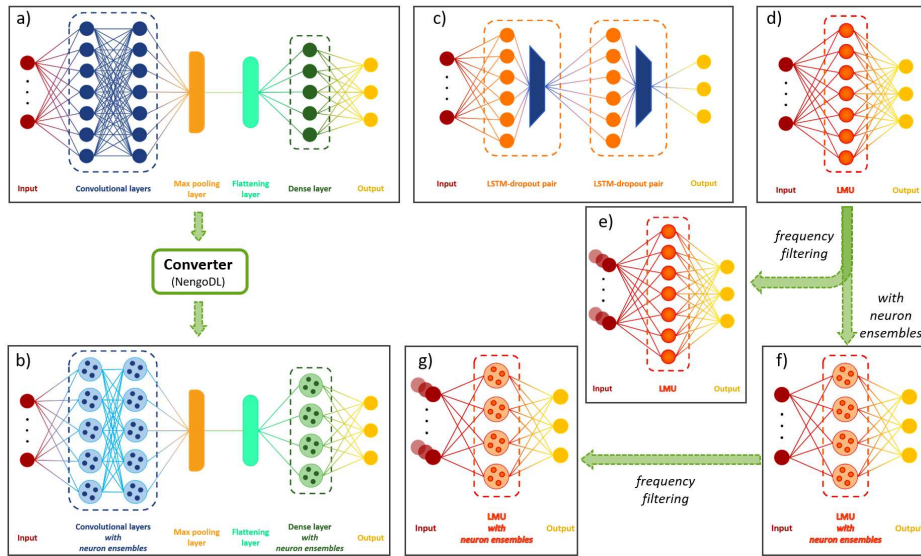 a)
Input
Convolutional layers
Max pooling
layer
Flattening
layer
Dense layer
Output
c)
Input
LSTM-dropout pair
LSTM-dropout pair
Output
d)
Input
LMU
Output
Converter
(NengoDL)
e)
Input
LMU
Output
frequency
filtering
with
neuron
ensembles
b)
Input
Convolutional layers
with
neuron ensembles
Max pooling
layer
Flattening
layer
Dense layer
with
neuron ensembles
Output
g)
Input
LMU
with
neuron ensembles
Output
frequency
filtering
f)
Input
LMU
with
neuron ensembles
Output